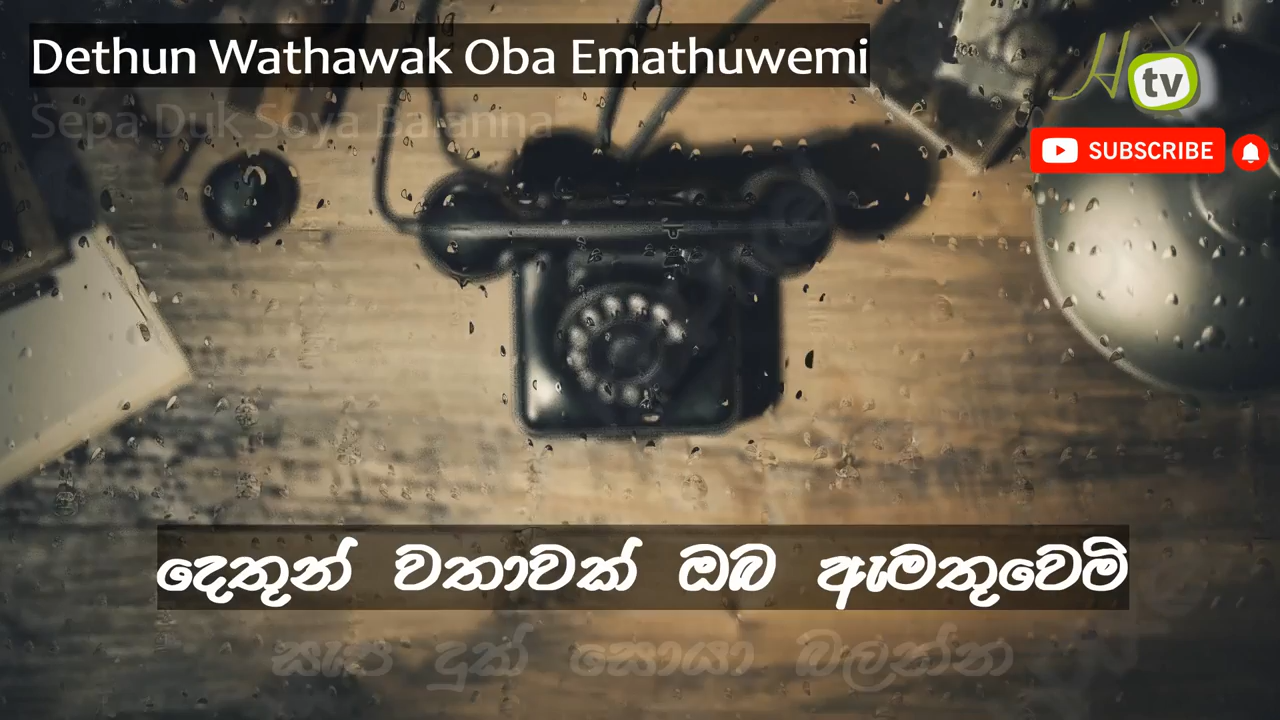 Dethun Wathawak Oba Emathuwemi
Sepa Duk Soya Balanna
H tv
SUBSCRIBE
දෙතුන් වතාවක් ඔබ ඇමතුවෙමි
සැප දුක් සොයා බලන්න